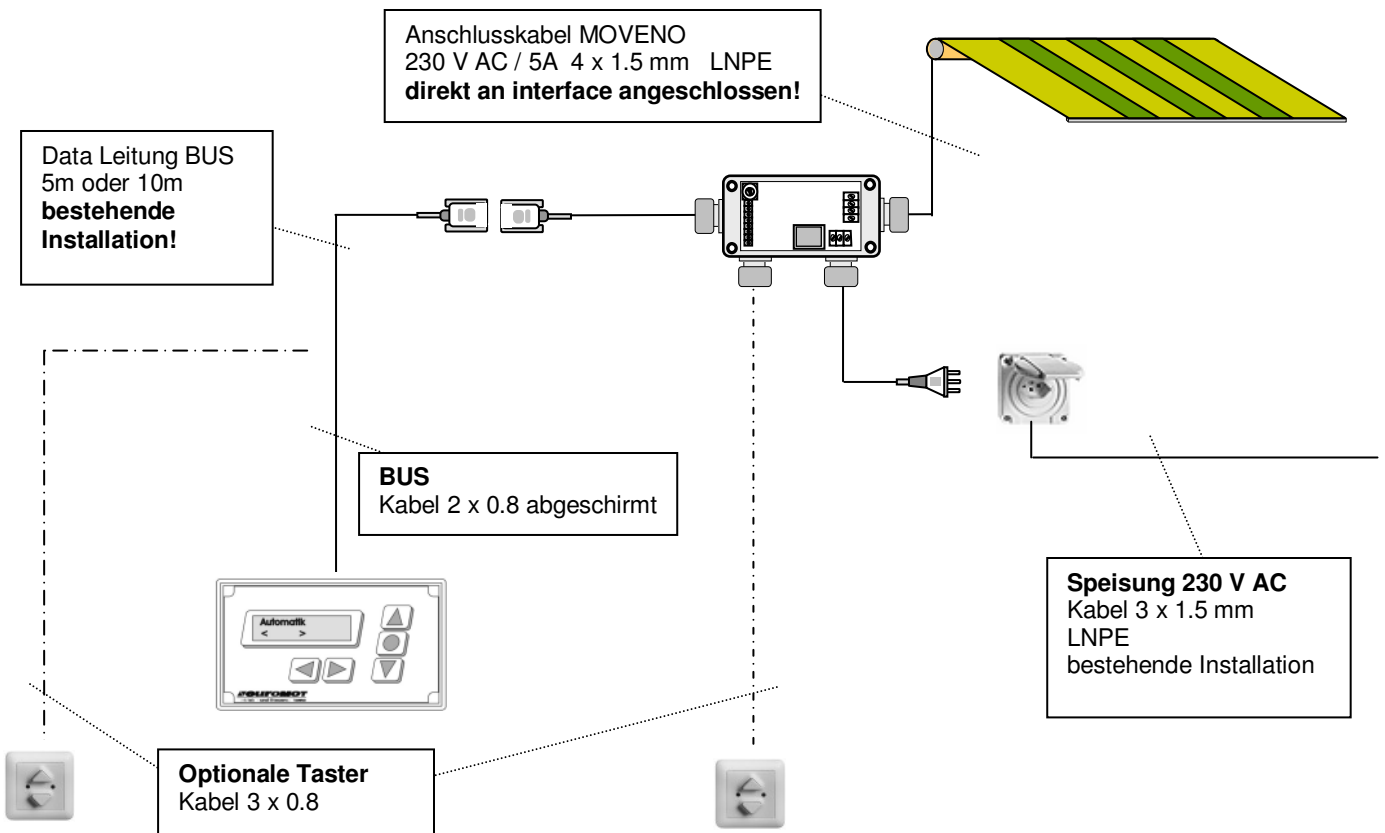 Anschlusskabel MOVENO
230 V AC / 5A 4 x 1.5 mm LNPE
direkt an interface angeschlossen!
Data Leitung BUS
5m oder 10m
bestehende
Installation!
BUS
Kabel 2 x 0.8 abgeschirmt
Speisung 230 V AC
Kabel 3 x 1.5 mm
LNPE
bestehende Installation
Automatik
< >
euromot
Optionale Taster
Kabel 3 x 0.8